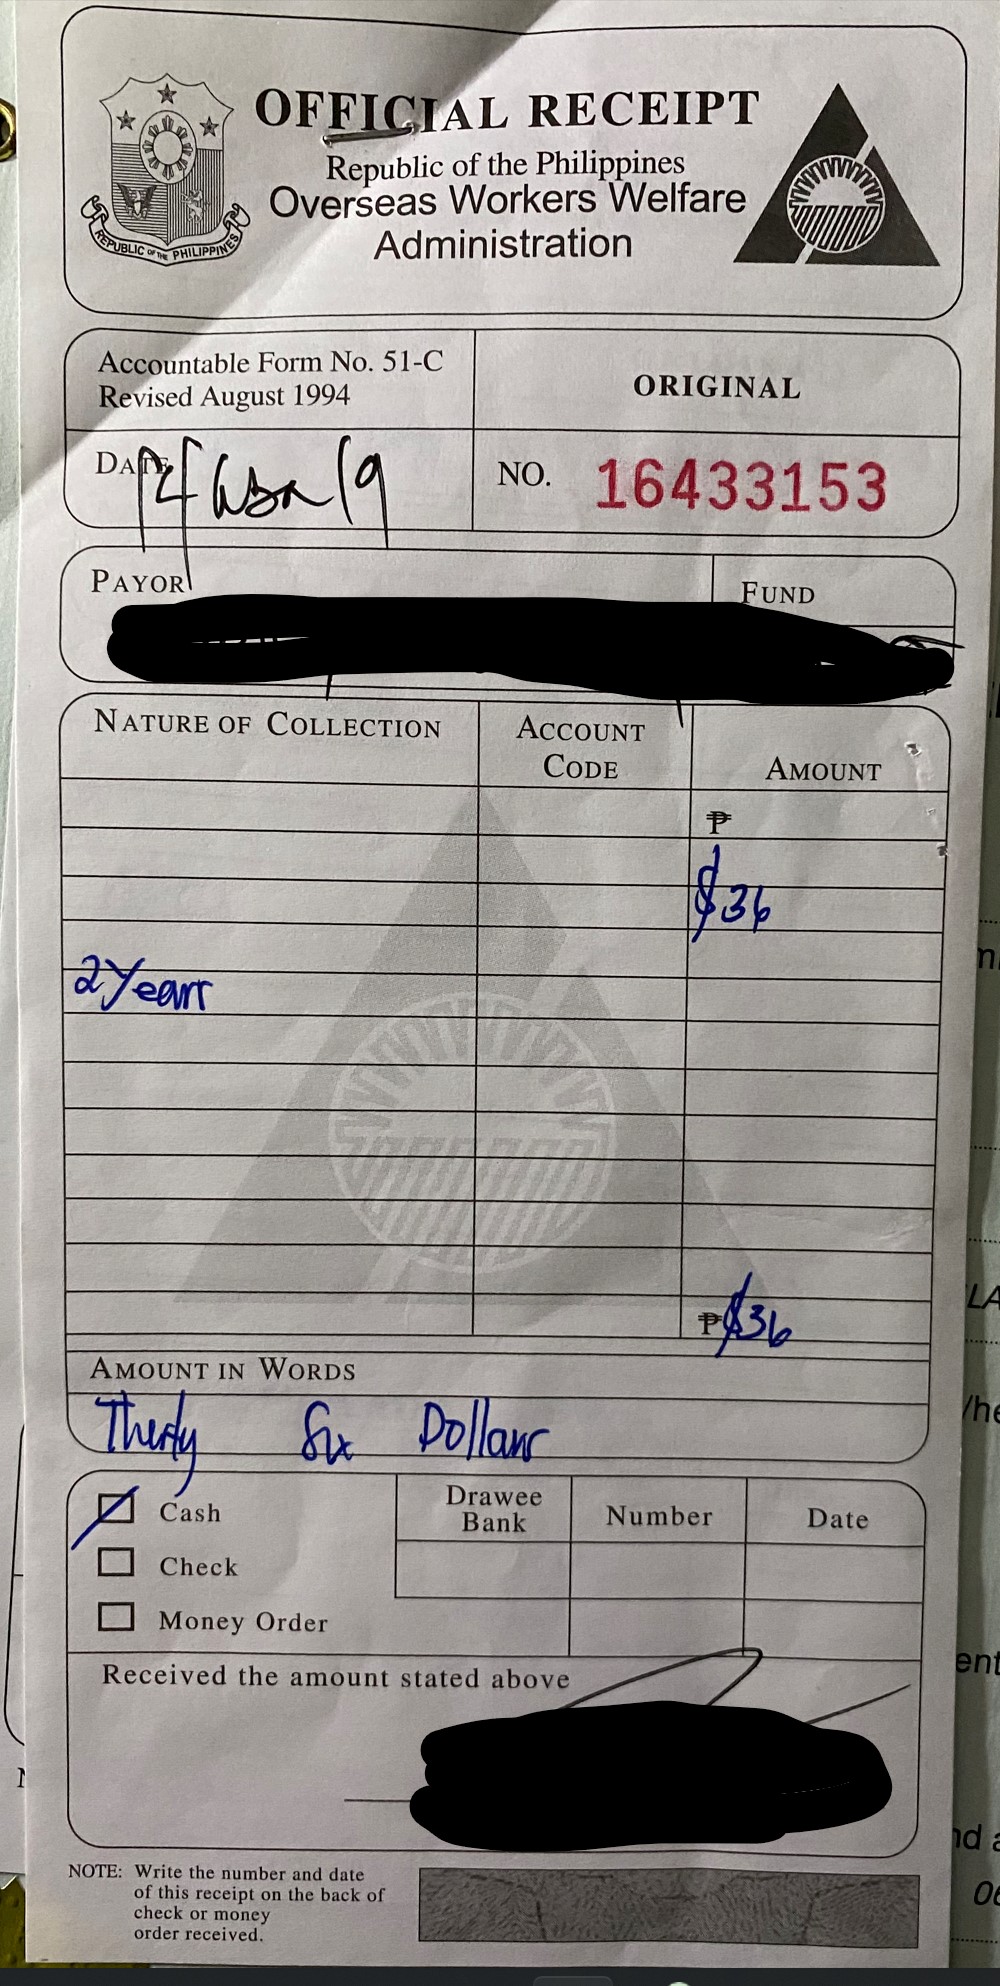 OFFICIAL RECEIPT
Republic of the Philippines
Overseas Workers Welfare
Administration
REPUBLIC OF THE PHILIPPINES
Accountable Form No. 51-C
Revised August 1994
ORIGINAL
DATE
19
NO. 16433153
PAYOR
FUND
NATURE OF COLLECTION
ACCOUNT
CODE
AMOUNT
₱
$36
2 Years
₱ $36
AMOUNT IN WORDS
Thirty Six Dollars
Cash
Check
Money Order
Drawee
Bank
Number
Date
Received the amount stated above
NOTE: Write the number and date
of this receipt on the back of
check or money
order received.